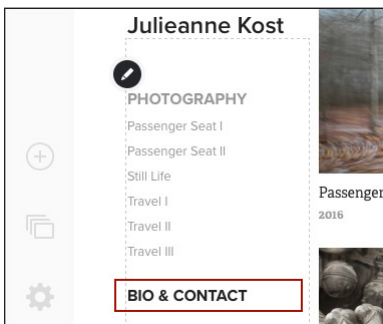 Julieanne Kost
PHOTOGRAPHY
Passenger Seat I
Passenger Seat II
Still Life
Travel I
Travel II
Travel III
BIO & CONTACT
Passenger
2016